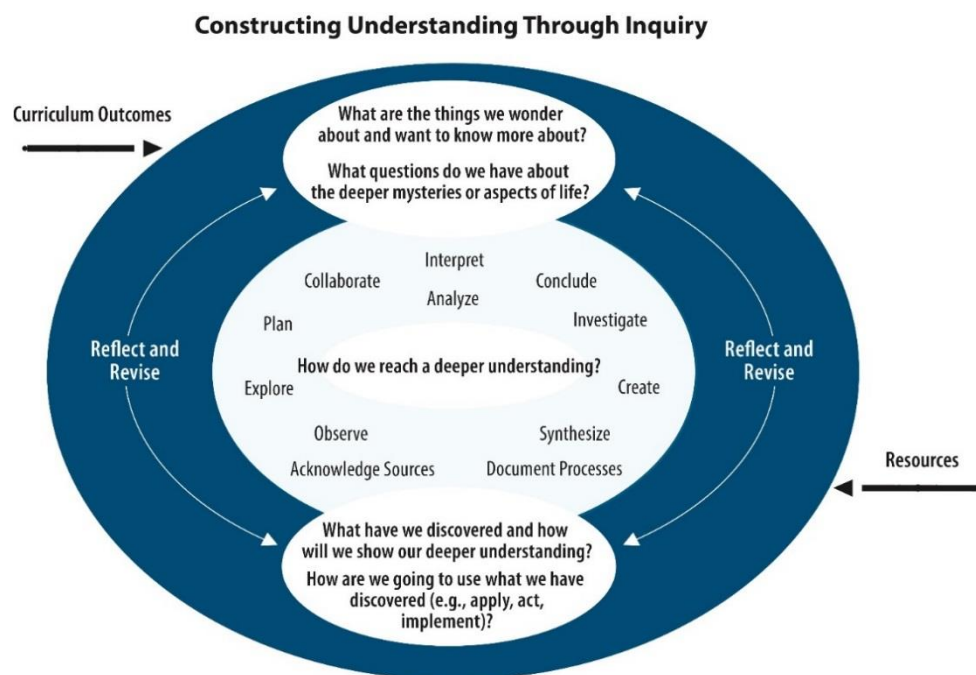 Constructing Understanding Through Inquiry
Curriculum Outcomes
What are the things we wonder
about and want to know more about?
What questions do we have about
the deeper mysteries or aspects of life?
Interpret
Collaborate
Conclude
Analyze
Plan
Investigate
Reflect and
Revise
How do we reach a deeper understanding?
Reflect and
Revise
Explore
Create
Observe
Synthesize
Acknowledge Sources
Document Processes
Resources
What have we discovered and how
will we show our deeper understanding?
How are we going to use what we have
discovered (e.g., apply, act,
implement)?